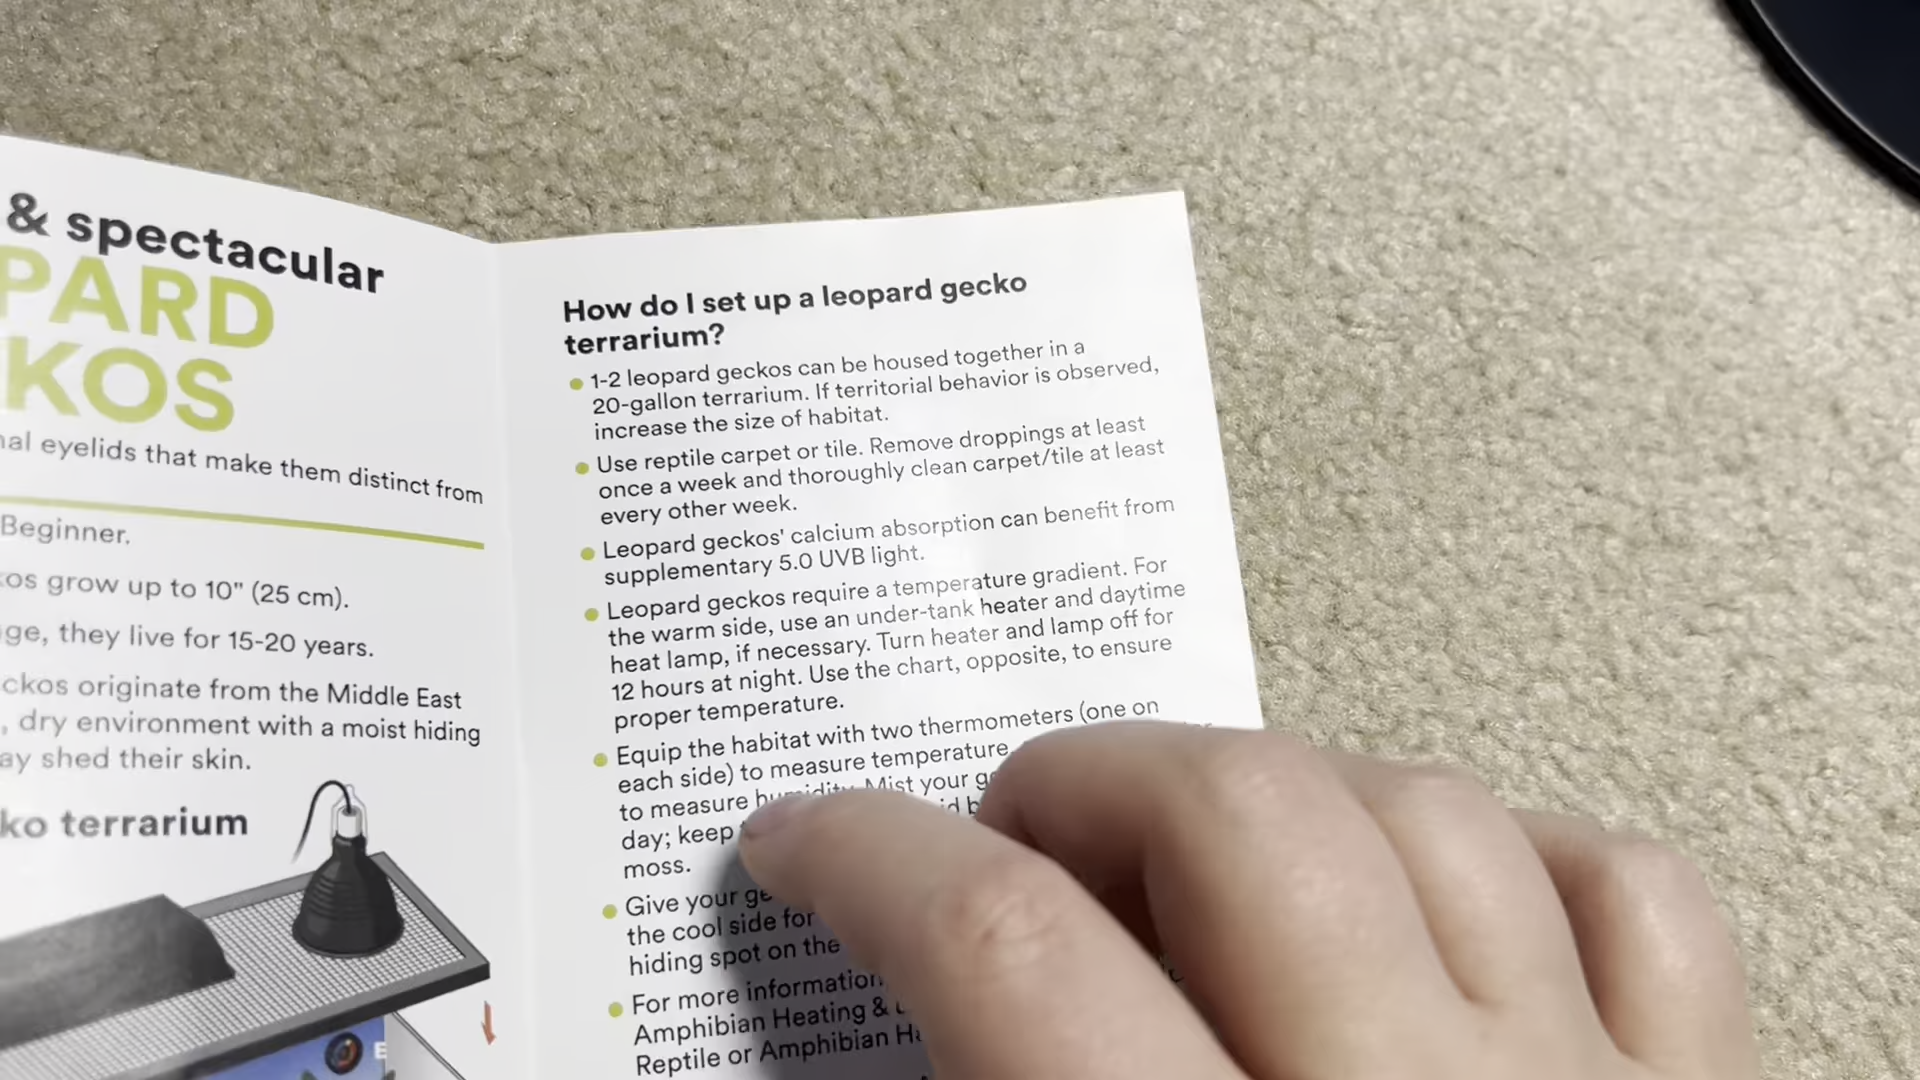 & spectacular
PARD
KOS
nal eyelids that make them distinct from
Beginner.
kos grow up to 10" (25 cm).
ge, they live for 15-20 years.
ckos originate from the Middle East
, dry environment with a moist hiding
ay shed their skin.
ko terrarium
E
How do I set up a leopard gecko
terrarium?
1-2 leopard geckos can be housed together in a
20-gallon terrarium. If territorial behavior is observed,
increase the size of habitat.
Use reptile carpet or tile. Remove droppings at least
once a week and thoroughly clean carpet/tile at least
every other week.
Leopard geckos' calcium absorption can benefit from
supplementary 5.0 UVB light.
Leopard geckos require a temperature gradient. For
the warm side, use an under-tank heater and daytime
heat lamp, if necessary. Turn heater and lamp off for
12 hours at night. Use the chart, opposite, to ensure
proper temperature.
Equip the habitat with two thermometers (one on
each side) to measure temperature
to measure humidity. Mist your
day; keep
moss.
Give your
the cool side for
hiding spot on the
For more information
Amphibian Heating &
Reptile or Amphibian